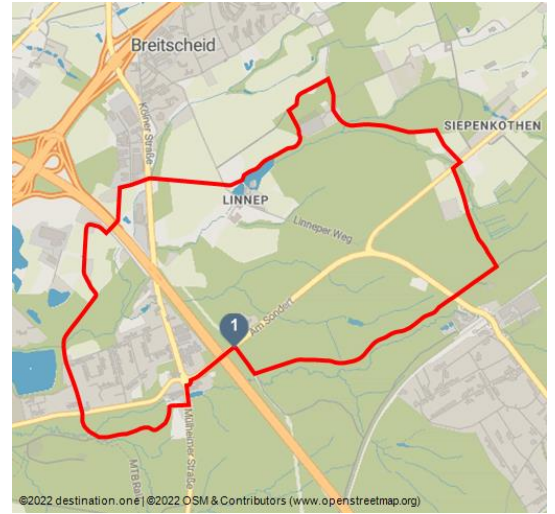 Breitscheid
Kölner Straße
SIEPENKOTHEN
LINNEP
Linneper Weg
1
Am Sondert
Mülheimer Straße
MTB Ra
©2022 destination.one | ©2022 OSM & Contributors (www.openstreetmap.org)